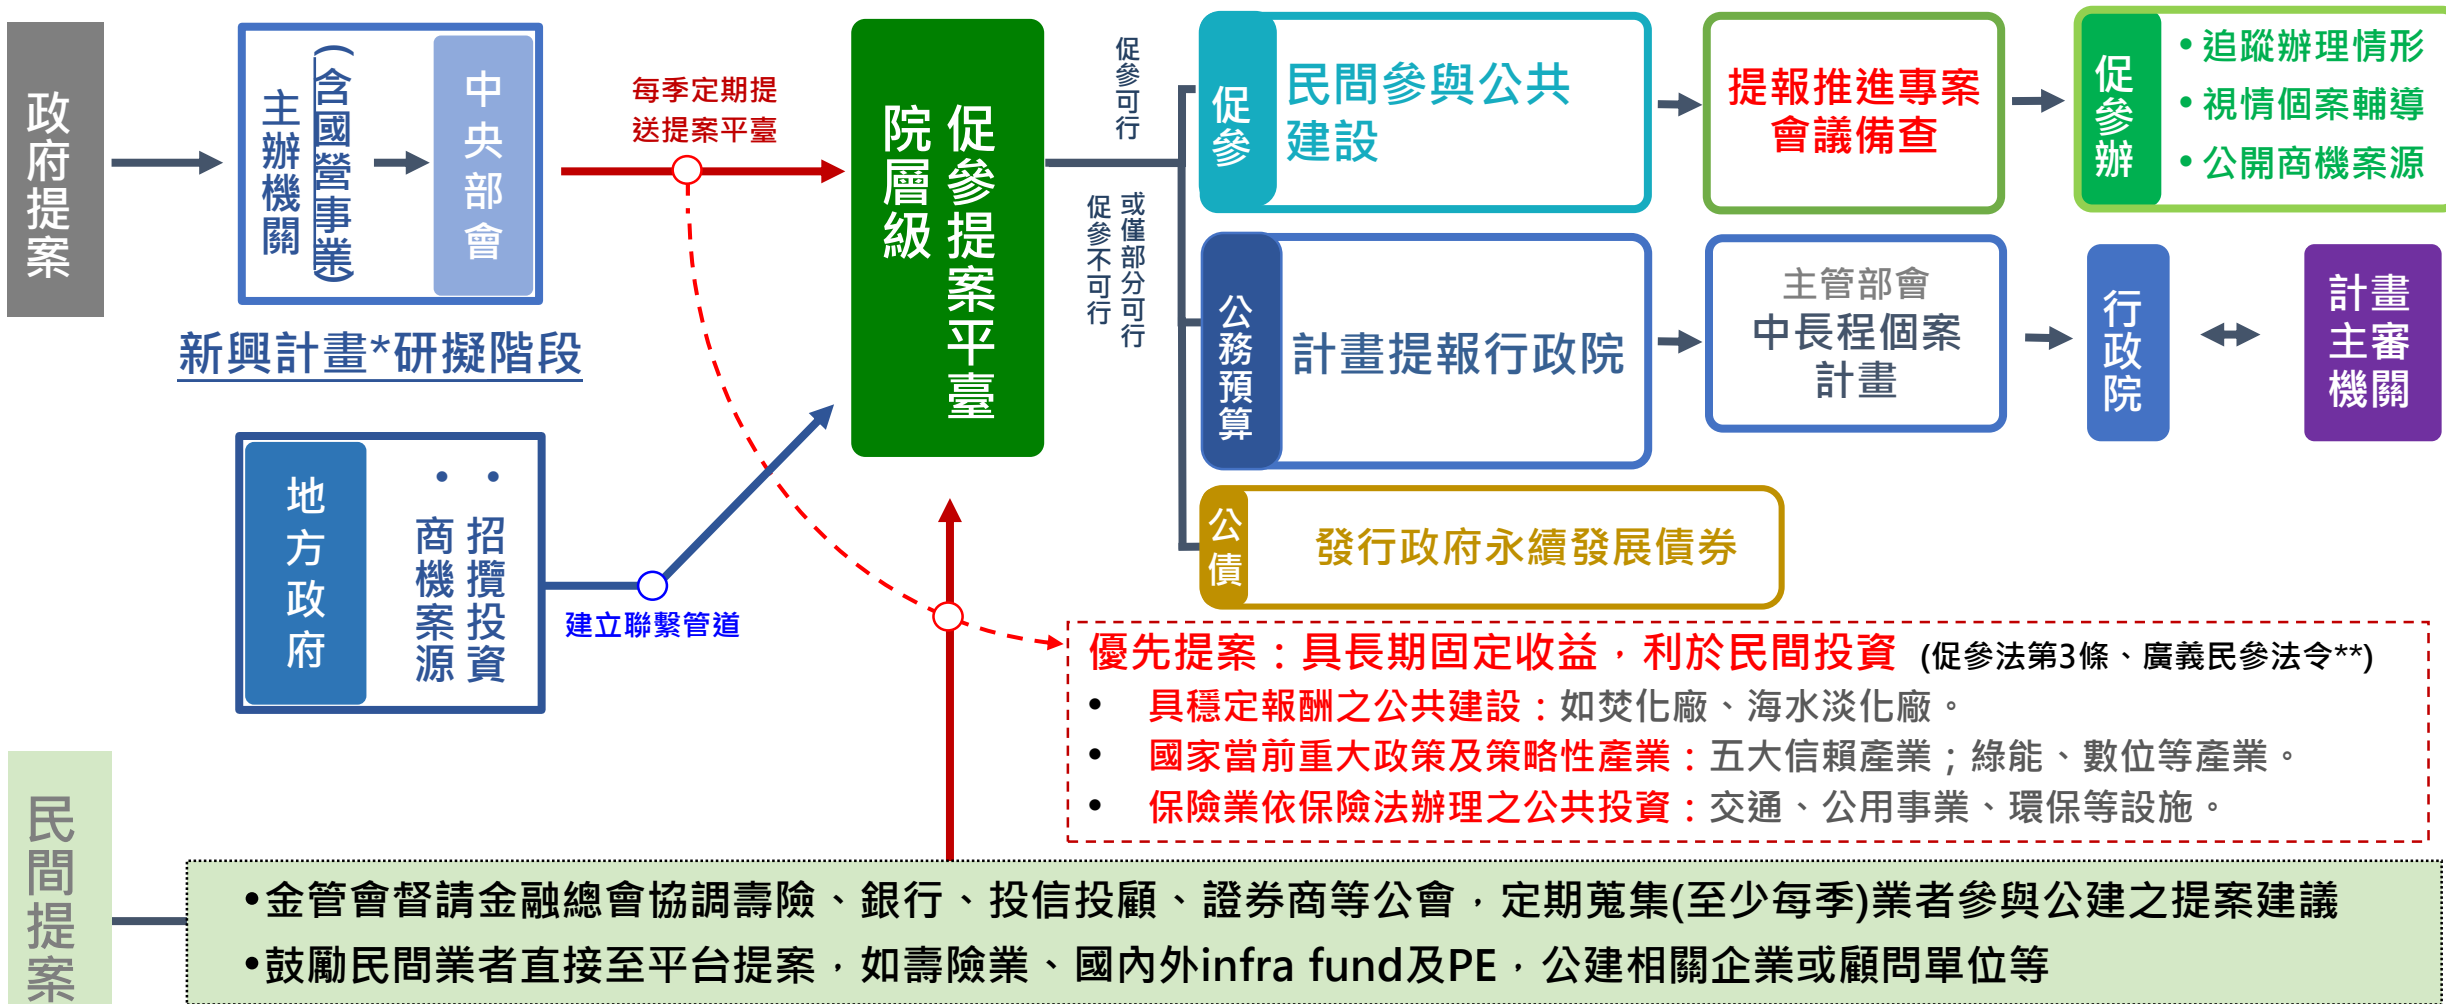 政府提案
主辦機關
(含國營事業)
中央部會
新興計畫*研擬階段
每季定期提
送提案平臺
地方政府
• 招攬投資
• 商機案源
建立聯繫管道
促參提案平臺
院層級
促參可行
或僅部分可行
促參不可行
促參
民間參與公共
建設
提報推進專案
會議備查
促參辦
• 追蹤辦理情形
• 視情個案輔導
• 公開商機案源
公務預算
計畫提報行政院
主管部會
中長程個案
計畫
行政院
計畫
主審
機關
公債
發行政府永續發展債券
優先提案：具長期固定收益，利於民間投資 (促參法第3條、廣義民參法令**)
• 具穩定報酬之公共建設：如焚化廠、海水淡化廠。
• 國家當前重大政策及策略性產業：五大信賴產業；綠能、數位等產業。
• 保險業依保險法辦理之公共投資：交通、公用事業、環保等設施。
民間提案
•金管會督請金融總會協調壽險、銀行、投信投顧、證券商等公會，定期蒐集(至少每季)業者參與公建之提案建議
•鼓勵民間業者直接至平台提案，如壽險業、國內外infra fund及PE，公建相關企業或顧問單位等